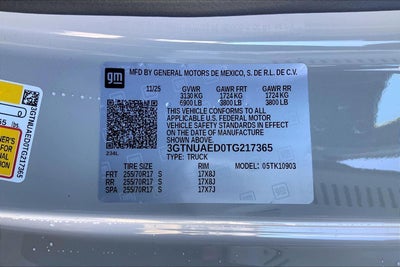 gm
MFD BY GENERAL MOTORS DE MEXICO, S. DE R.L. DE C.V.
11/25 GVWR GAWR FRT GAWR RR
3130 KG 1724 KG 1724 KG
6900 LB 3800 LB 3800 LB
THIS VEHICLE CONFORMS TO ALL
APPLICABLE U.S. FEDERAL MOTOR
VEHICLE SAFETY STANDARDS IN EFFECT
ON THE DATE OF MANUFACTURE
SHOWN ABOVE.
3GTNUAED0TG217365
TYPE: TRUCK
234L
TIRE SIZE RIM MODEL: 05TK10903
FRT 255/70R17 S 17X8J
RR 255/70R17 S 17X8J
SPA 255/70R17 S 17X7J
3GTNUAED0TG217365
lbs.